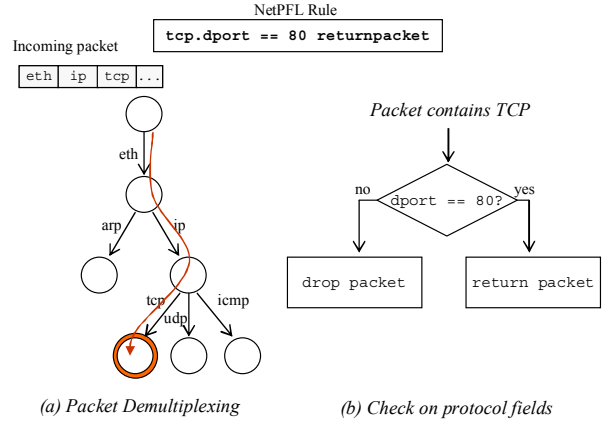 NetPFL Rule
tcp.dport == 80 returnpacket
Incoming packet
eth ip tcp ...
eth
arp ip
tcp udp icmp
(a) Packet Demultiplexing
Packet contains TCP
no yes
dport == 80?
drop packet return packet
(b) Check on protocol fields